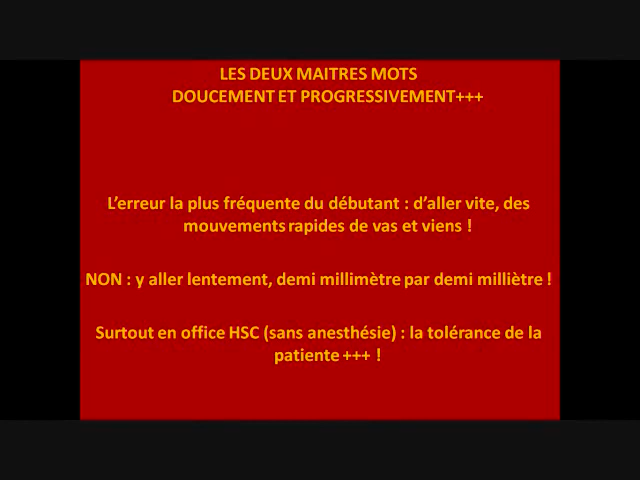 LES DEUX MAITRES MOTS
DOUCEMENT ET PROGRESSIVEMENT+++
L'erreur la plus fréquente du débutant : d'aller vite, des
mouvements rapides de vas et viens !
NON : y aller lentement, demi millimètre par demi milliètre !
Surtout en office HSC (sans anesthésie) : la tolérance de la
patiente +++ !